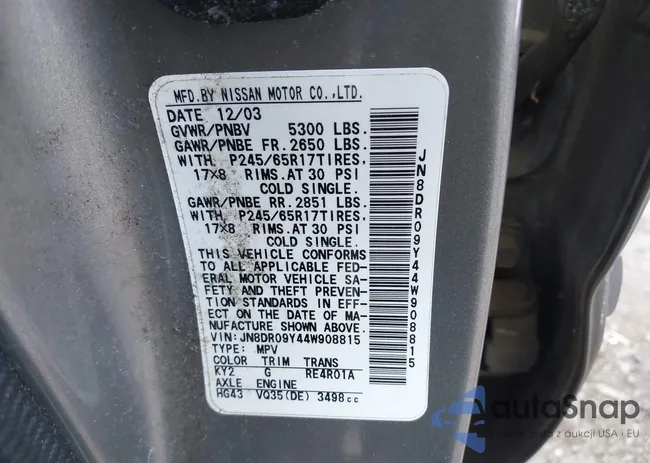 MFD.BY NISSAN MOTOR CO.,LTD.
DATE 12/03
GVWR/PNBV 5300 LBS.
GAWR/PNBE FR.2650 LBS.
WITH P245/65R17TIRES,
17X8 RIMS.AT 30 PSI
COLD SINGLE.
GAWR/PNBE RR.2851 LBS.
WITH P245/65R17TIRES,
17X8 RIMS.AT 30 PSI
COLD SINGLE.
THIS VEHICLE CONFORMS
TO ALL APPLICABLE FED-
ERAL MOTOR VEHICLE SA-
FETY AND THEFT PREVEN-
TION STANDARDS IN EFF-
ECT ON THE DATE OF MA-
NUFACTURE SHOWN ABOVE.
VIN:JN8DR09Y44W908815
TYPE: MPV
COLOR TRIM TRANS
KY2 G RE4R01A
AXLE ENGINE
HG43 VQ35(DE) 3498cc
JN8DR09Y44W908815
autoSnap
auta z aukcji USA i EU